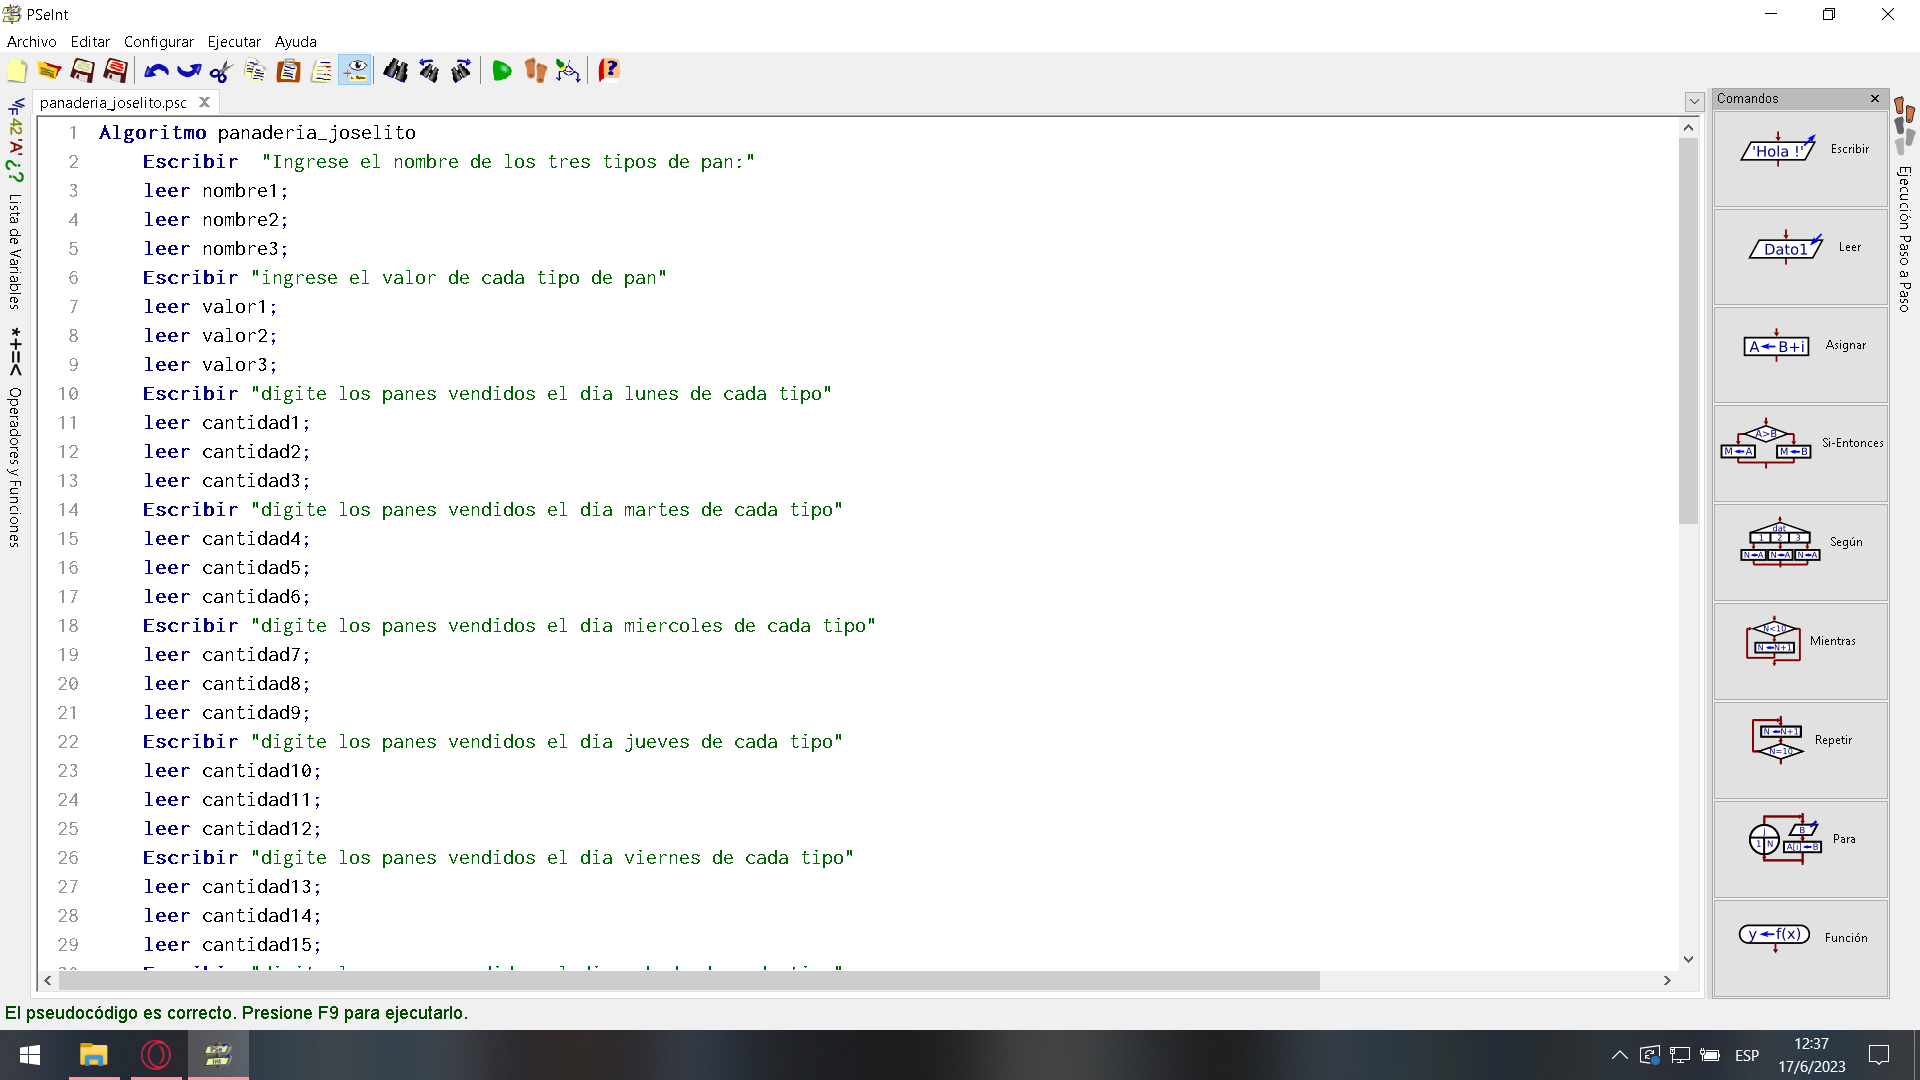 PSeInt
Archivo Editar Configurar Ejecutar Ayuda
panaderia_joselito.psc
1 Algoritmo panaderia_joselito
2 Escribir "Ingrese el nombre de los tres tipos de pan:"
3 leer nombre1;
4 leer nombre2;
5 leer nombre3;
6 Escribir "ingrese el valor de cada tipo de pan"
7 leer valor1;
8 leer valor2;
9 leer valor3;
10 Escribir "digite los panes vendidos el dia lunes de cada tipo"
11 leer cantidad1;
12 leer cantidad2;
13 leer cantidad3;
14 Escribir "digite los panes vendidos el dia martes de cada tipo"
15 leer cantidad4;
16 leer cantidad5;
17 leer cantidad6;
18 Escribir "digite los panes vendidos el dia miercoles de cada tipo"
19 leer cantidad7;
20 leer cantidad8;
21 leer cantidad9;
22 Escribir "digite los panes vendidos el dia jueves de cada tipo"
23 leer cantidad10;
24 leer cantidad11;
25 leer cantidad12;
26 Escribir "digite los panes vendidos el dia viernes de cada tipo"
27 leer cantidad13;
28 leer cantidad14;
29 leer cantidad15;
42 'A' ¿?
Lista de Variables
*+=<
Operadores y Funciones
Comandos
'Hola !' Escribir
Dato1 Leer
A←B+i Asignar
A>B
M←A M←B
Si-Entonces
dat
1 2 3
N←A N←A N←A
Según
N<10
N←N+1
Mientras
N←N+1
N=10
Repetir
i
1 N
B
A[i]←B
Para
y←f(x) Función
Ejecución Paso a Paso
El pseudocódigo es correcto. Presione F9 para ejecutarlo.
ESP
12:37
17/6/2023